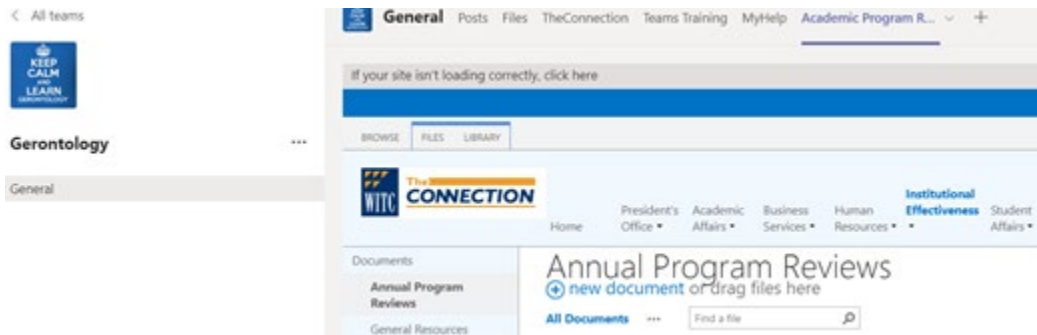 All teams
KEEP
CALM
AND
LEARN
GERONTOLOGY
Gerontology
...
General
General Posts Files TheConnection Teams Training MyHelp Academic Program R...
If your site isn't loading correctly, click here
BROWSE FILES LIBRARY
WITC
The
CONNECTION
Home
President's
Office
Academic
Affairs
Business
Services
Human
Resources
Institutional
Effectiveness
Student
Affairs
Documents
Annual Program
Reviews
General Resources
Annual Program Reviews
new document or drag files here
All Documents ... Find a file